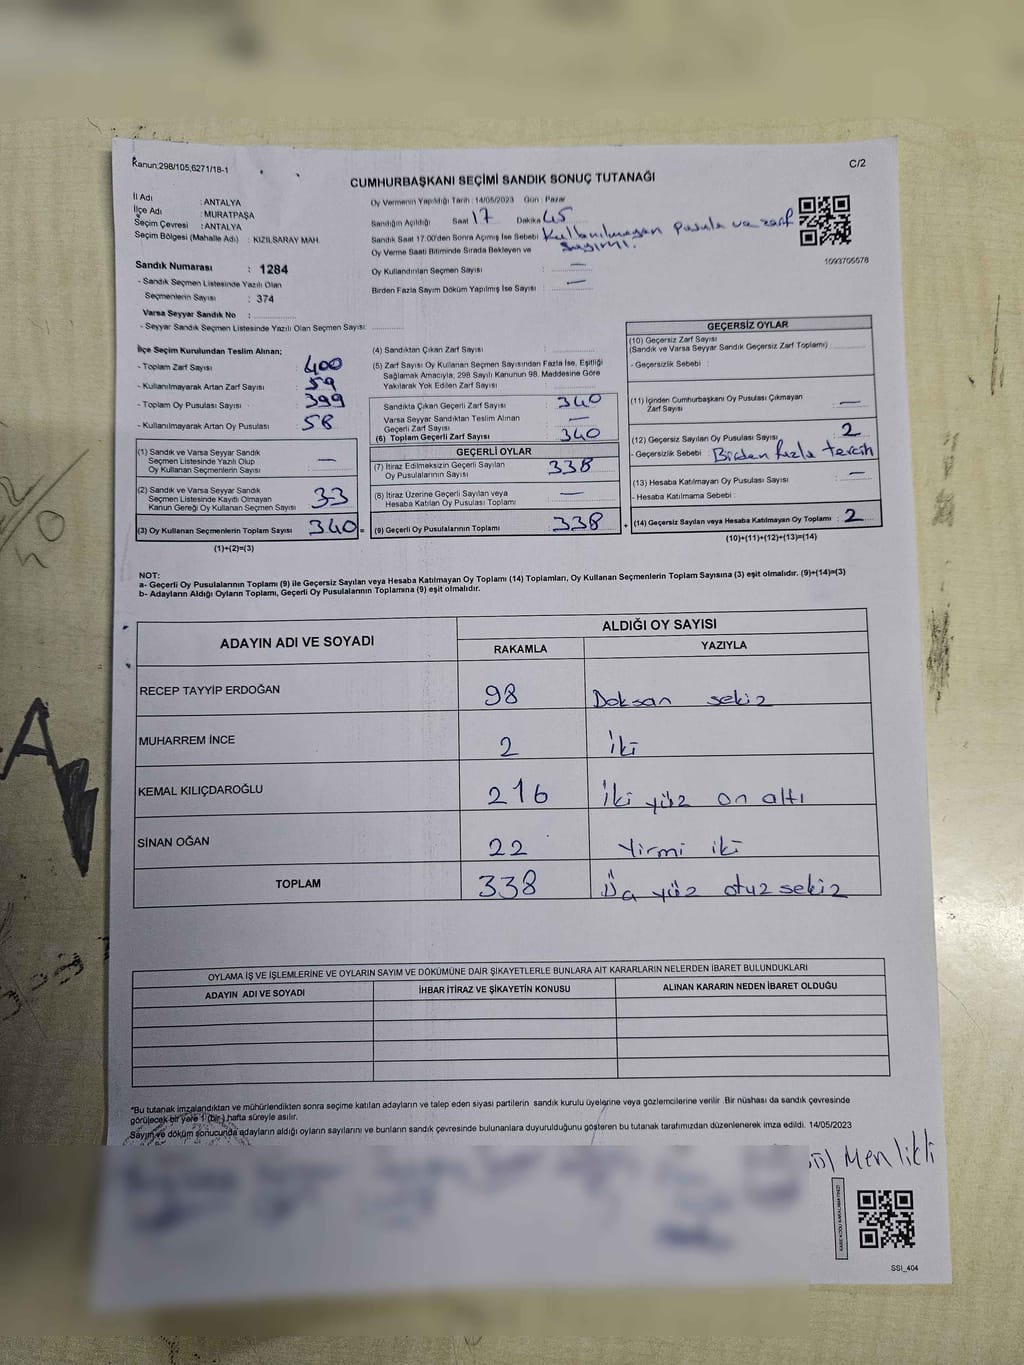 Kanun;298/105,6271/18-1
C/2
CUMHURBAŞKANI SEÇİMİ SANDIK SONUÇ TUTANAĞI
İl Adı : ANTALYA
İlçe Adı : MURATPAŞA
Seçim Çevresi : ANTALYA
Seçim Bölgesi (Mahalle Adı) : KIZILSARAY MAH.
Sandık Numarası : 1284
- Sandık Seçmen Listesinde Yazılı Olan
Seçmenlerin Sayısı : 374
Varsa Seyyar Sandık No :
- Seyyar Sandık Seçmen Listesinde Yazılı Olan Seçmen Sayısı:
Oy Vermenin Yapıldığı Tarih : 14/05/2023 Gün : Pazar
Sandığın Açıldığı Saat 17 Dakika 45
Sandık Saat 17.00'den Sonra Açılmış İse Sebebi Kullanılmayan pusula ve zarf
sayımı.
Oy Verme Saati Bitiminde Sırada Bekleyen ve
Oy Kullandırılan Seçmen Sayısı : —
Birden Fazla Sayım Döküm Yapılmış İse Sayısı : —
1093705578
İlçe Seçim Kurulundan Teslim Alınan;
- Toplam Zarf Sayısı : 400
- Kullanılmayarak Artan Zarf Sayısı : 59
- Toplam Oy Pusulası Sayısı : 399
- Kullanılmayarak Artan Oy Pusulası : 58
(1) Sandık ve Varsa Seyyar Sandık
Seçmen Listesinde Yazılı Olup
Oy Kullanan Seçmenlerin Sayısı : —
(2) Sandık ve Varsa Seyyar Sandık
Seçmen Listesinde Kaydı Olmayan
Kanun Gereği Oy Kullanan Seçmen Sayısı : 33
(3) Oy Kullanan Seçmenlerin Toplam Sayısı : 340 =
(1)+(2)=(3)
(4) Sandıktan Çıkan Zarf Sayısı :
(5) Zarf Sayısı Oy Kullanan Seçmen Sayısından Fazla İse, Eşitliği
Sağlamak Amacıyla, 298 Sayılı Kanunun 98. Maddesine Göre
Yakılarak Yok Edilen Zarf Sayısı :
Sandıkta Çıkan Geçerli Zarf Sayısı : 340
Varsa Seyyar Sandıktan Teslim Alınan
Geçerli Zarf Sayısı : —
(6) Toplam Geçerli Zarf Sayısı : 340
GEÇERLİ OYLAR
(7) İtiraz Edilmeksizin Geçerli Sayılan
Oy Pusulalarının Sayısı : 338
(8) İtiraz Üzerine Geçerli Sayılan veya
Hesaba Katılan Oy Pusulası Toplamı : —
(9) Geçerli Oy Pusulalarının Toplamı : 338 +
GEÇERSİZ OYLAR
(10) Geçersiz Zarf Sayısı
(Sandık ve Varsa Seyyar Sandık Geçersiz Zarf Toplamı) :
- Geçersizlik Sebebi :
(11) İçinden Cumhurbaşkanı Oy Pusulası Çıkmayan
Zarf Sayısı : —
(12) Geçersiz Sayılan Oy Pusulası Sayısı : 2
- Geçersizlik Sebebi : Birden fazla tercih
(13) Hesaba Katılmayan Oy Pusulası Sayısı : —
- Hesaba Katılmama Sebebi :
(14) Geçersiz Sayılan veya Hesaba Katılmayan Oy Toplamı : 2
(10)+(11)+(12)+(13)=(14)
NOT:
a- Geçerli Oy Pusulalarının Toplamı (9) ile Geçersiz Sayılan veya Hesaba Katılmayan Oy Toplamı (14) Toplamları, Oy Kullanan Seçmenlerin Toplam Sayısına (3) eşit olmalıdır. (9)+(14)=(3)
b- Adayların Aldığı Oyların Toplamı, Geçerli Oy Pusulalarının Toplamına (9) eşit olmalıdır.
ADAYIN ADI VE SOYADI ALDIĞI OY SAYISI
RAKAMLA YAZIYLA
RECEP TAYYİP ERDOĞAN 98 Doksan sekiz
MUHARREM İNCE 2 İki
KEMAL KILIÇDAROĞLU 216 İki yüz on altı
SİNAN OĞAN 22 Yirmi iki
TOPLAM 338 Üç yüz otuz sekiz
OYLAMA İŞ VE İŞLEMLERİNE VE OYLARIN SAYIM VE DÖKÜMÜNE DAİR ŞİKAYETLERLE BUNLARA AİT KARARLARIN NELERDEN İBARET BULUNDUKLARI
ADAYIN ADI VE SOYADI İHBAR İTİRAZ VE ŞİKAYETİN KONUSU ALINAN KARARIN NEDEN İBARET OLDUĞU
*Bu tutanak imzalandıktan ve mühürlendikten sonra seçime katılan adayların ve talep eden siyasi partilerin sandık kurulu üyelerine veya gözlemcilerine verilir. Bir nüshası da sandık çevresinde
görülecek bir yere 1 (bir ) hafta süreyle asılır.
Sayım ve döküm sonucunda adayların aldığı oyların sayılarını ve bunların sandık çevresinde bulunanlara duyurulduğunu gösteren bu tutanak tarafımızdan düzenlenerek imza edildi. 14/05/2023
Menlikli
SSI_404